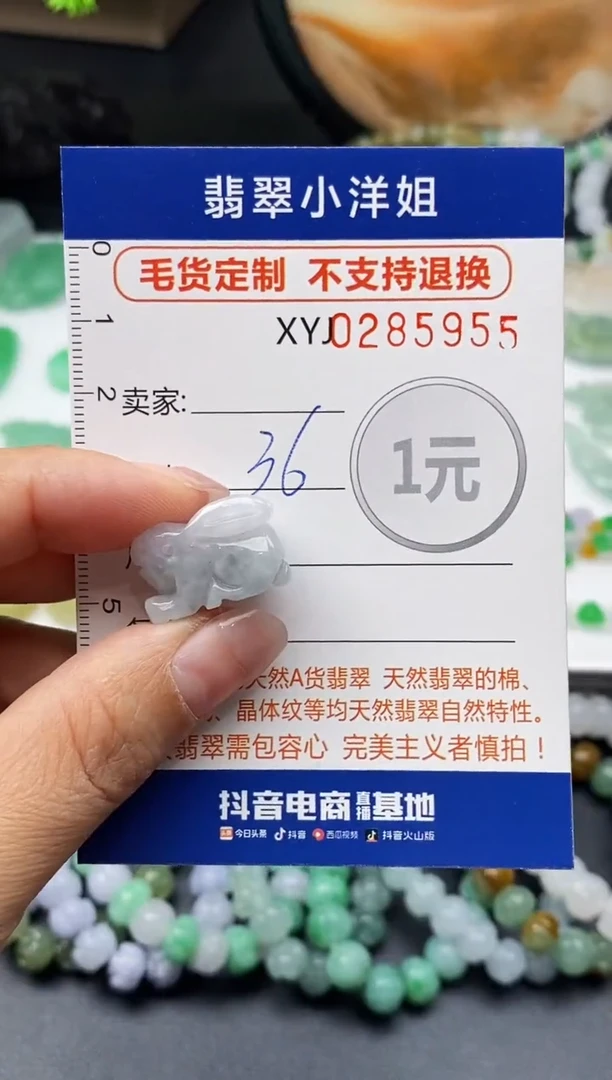 翡翠小洋姐
毛货定制 不支持退换
XYJ0285955
0
1
2
卖家:
36
1元
5
天然A货翡翠 天然翡翠的棉、
晶体纹等均天然翡翠自然特性。
翡翠需包容心 完美主义者慎拍！
抖音电商直播基地
头条 今日头条 抖音 西瓜视频 抖音火山版